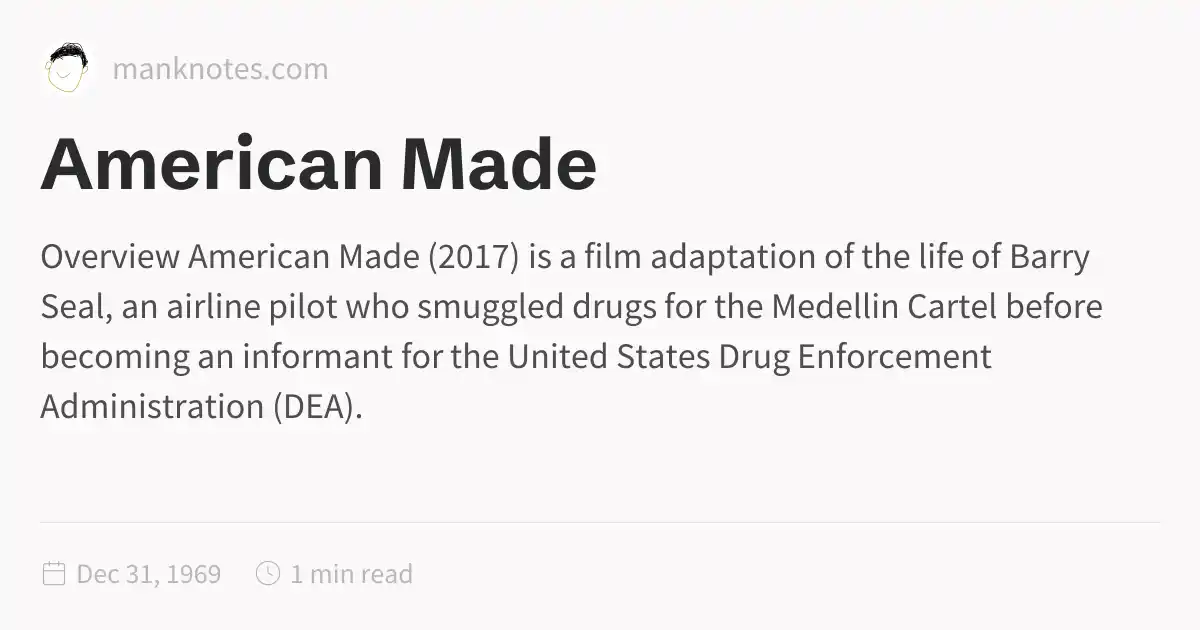 manknotes.com
American Made
Overview American Made (2017) is a film adaptation of the life of Barry
Seal, an airline pilot who smuggled drugs for the Medellin Cartel before
becoming an informant for the United States Drug Enforcement
Administration (DEA).
Dec 31, 1969 1 min read